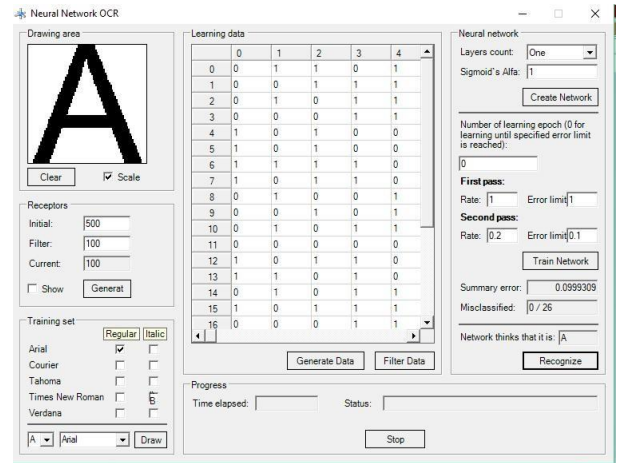 Neural Network OCR
Drawing area
A
Clear
Scale
Receptors
Initial: 500
Filter: 100
Current: 100
Show Generat
Training set
Regular Italic
Arial
Courier
Tahoma
Times New Roman
Verdana
A Arial Draw
Learning data
0 1 2 3 4
0 0 1 1 0 1
1 0 0 1 1 1
2 0 1 0 1 1
3 0 0 0 1 1
4 1 0 1 0 0
5 1 0 1 1 0
6 1 1 1 1 0
7 1 0 1 1 0
8 0 1 0 0 1
9 0 0 1 0 1
10 0 1 0 1 1
11 0 0 0 0 0
12 1 0 1 0 1
13 1 1 0 1 0
14 0 1 0 1 1
15 1 0 1 1 1
16 0 0 0 1 1
Generate Data Filter Data
Progress
Time elapsed: Status:
Stop
Neural network
Layers count: One
Sigmoid's Alfa: 1
Create Network
Number of learning epoch (0 for
learning until specified error limit
is reached):
0
First pass:
Rate: 1 Error limit 1
Second pass:
Rate: 0.2 Error limit 0.1
Train Network
Summary error: 0.0999309
Misclassified: 0 / 26
Network thinks that it is: A
Recognize